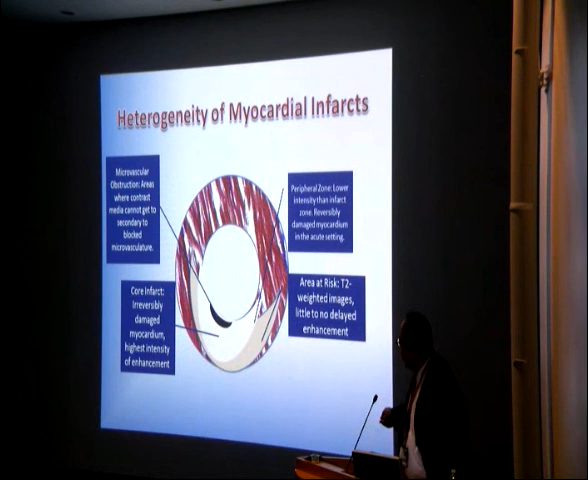 Heterogeneity of Myocardial Infarcts
Microvascular
Obstruction: Areas
where contrast
media cannot get to
secondary to
blocked
microvasculature.
Peripheral Zone: Lower
intensity than infarct
zone. Reversibly
damaged myocardium
in the acute setting.
Core Infarct:
Irreversibly
damaged
myocardium,
highest intensity
of enhancement
Area at Risk: T2-
weighted images,
little to no delayed
enhancement